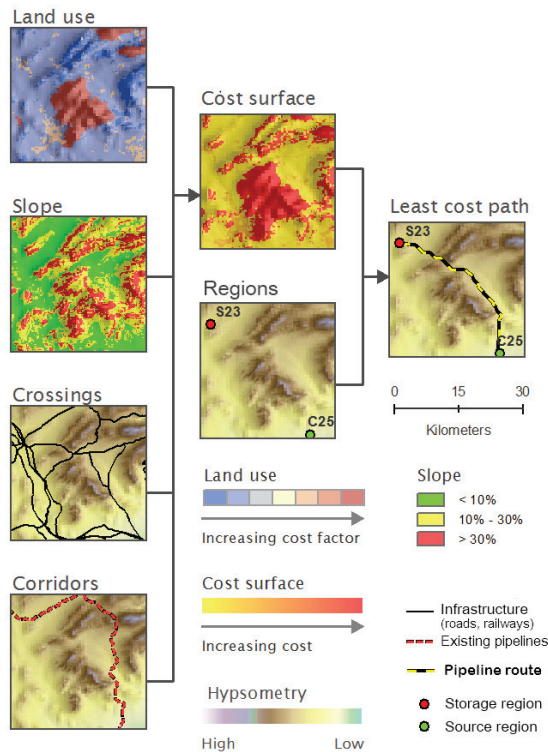 Land use
Cost surface
Slope
Least cost path
S23
C25
Regions
S23
C25
Crossings
0 15 30
Kilometers
Land use
Increasing cost factor
Slope
< 10%
10% - 30%
> 30%
Corridors
Cost surface
Increasing cost
Infrastructure
(roads, railways)
Existing pipelines
Pipeline route
Storage region
Source region
Hypsometry
High Low